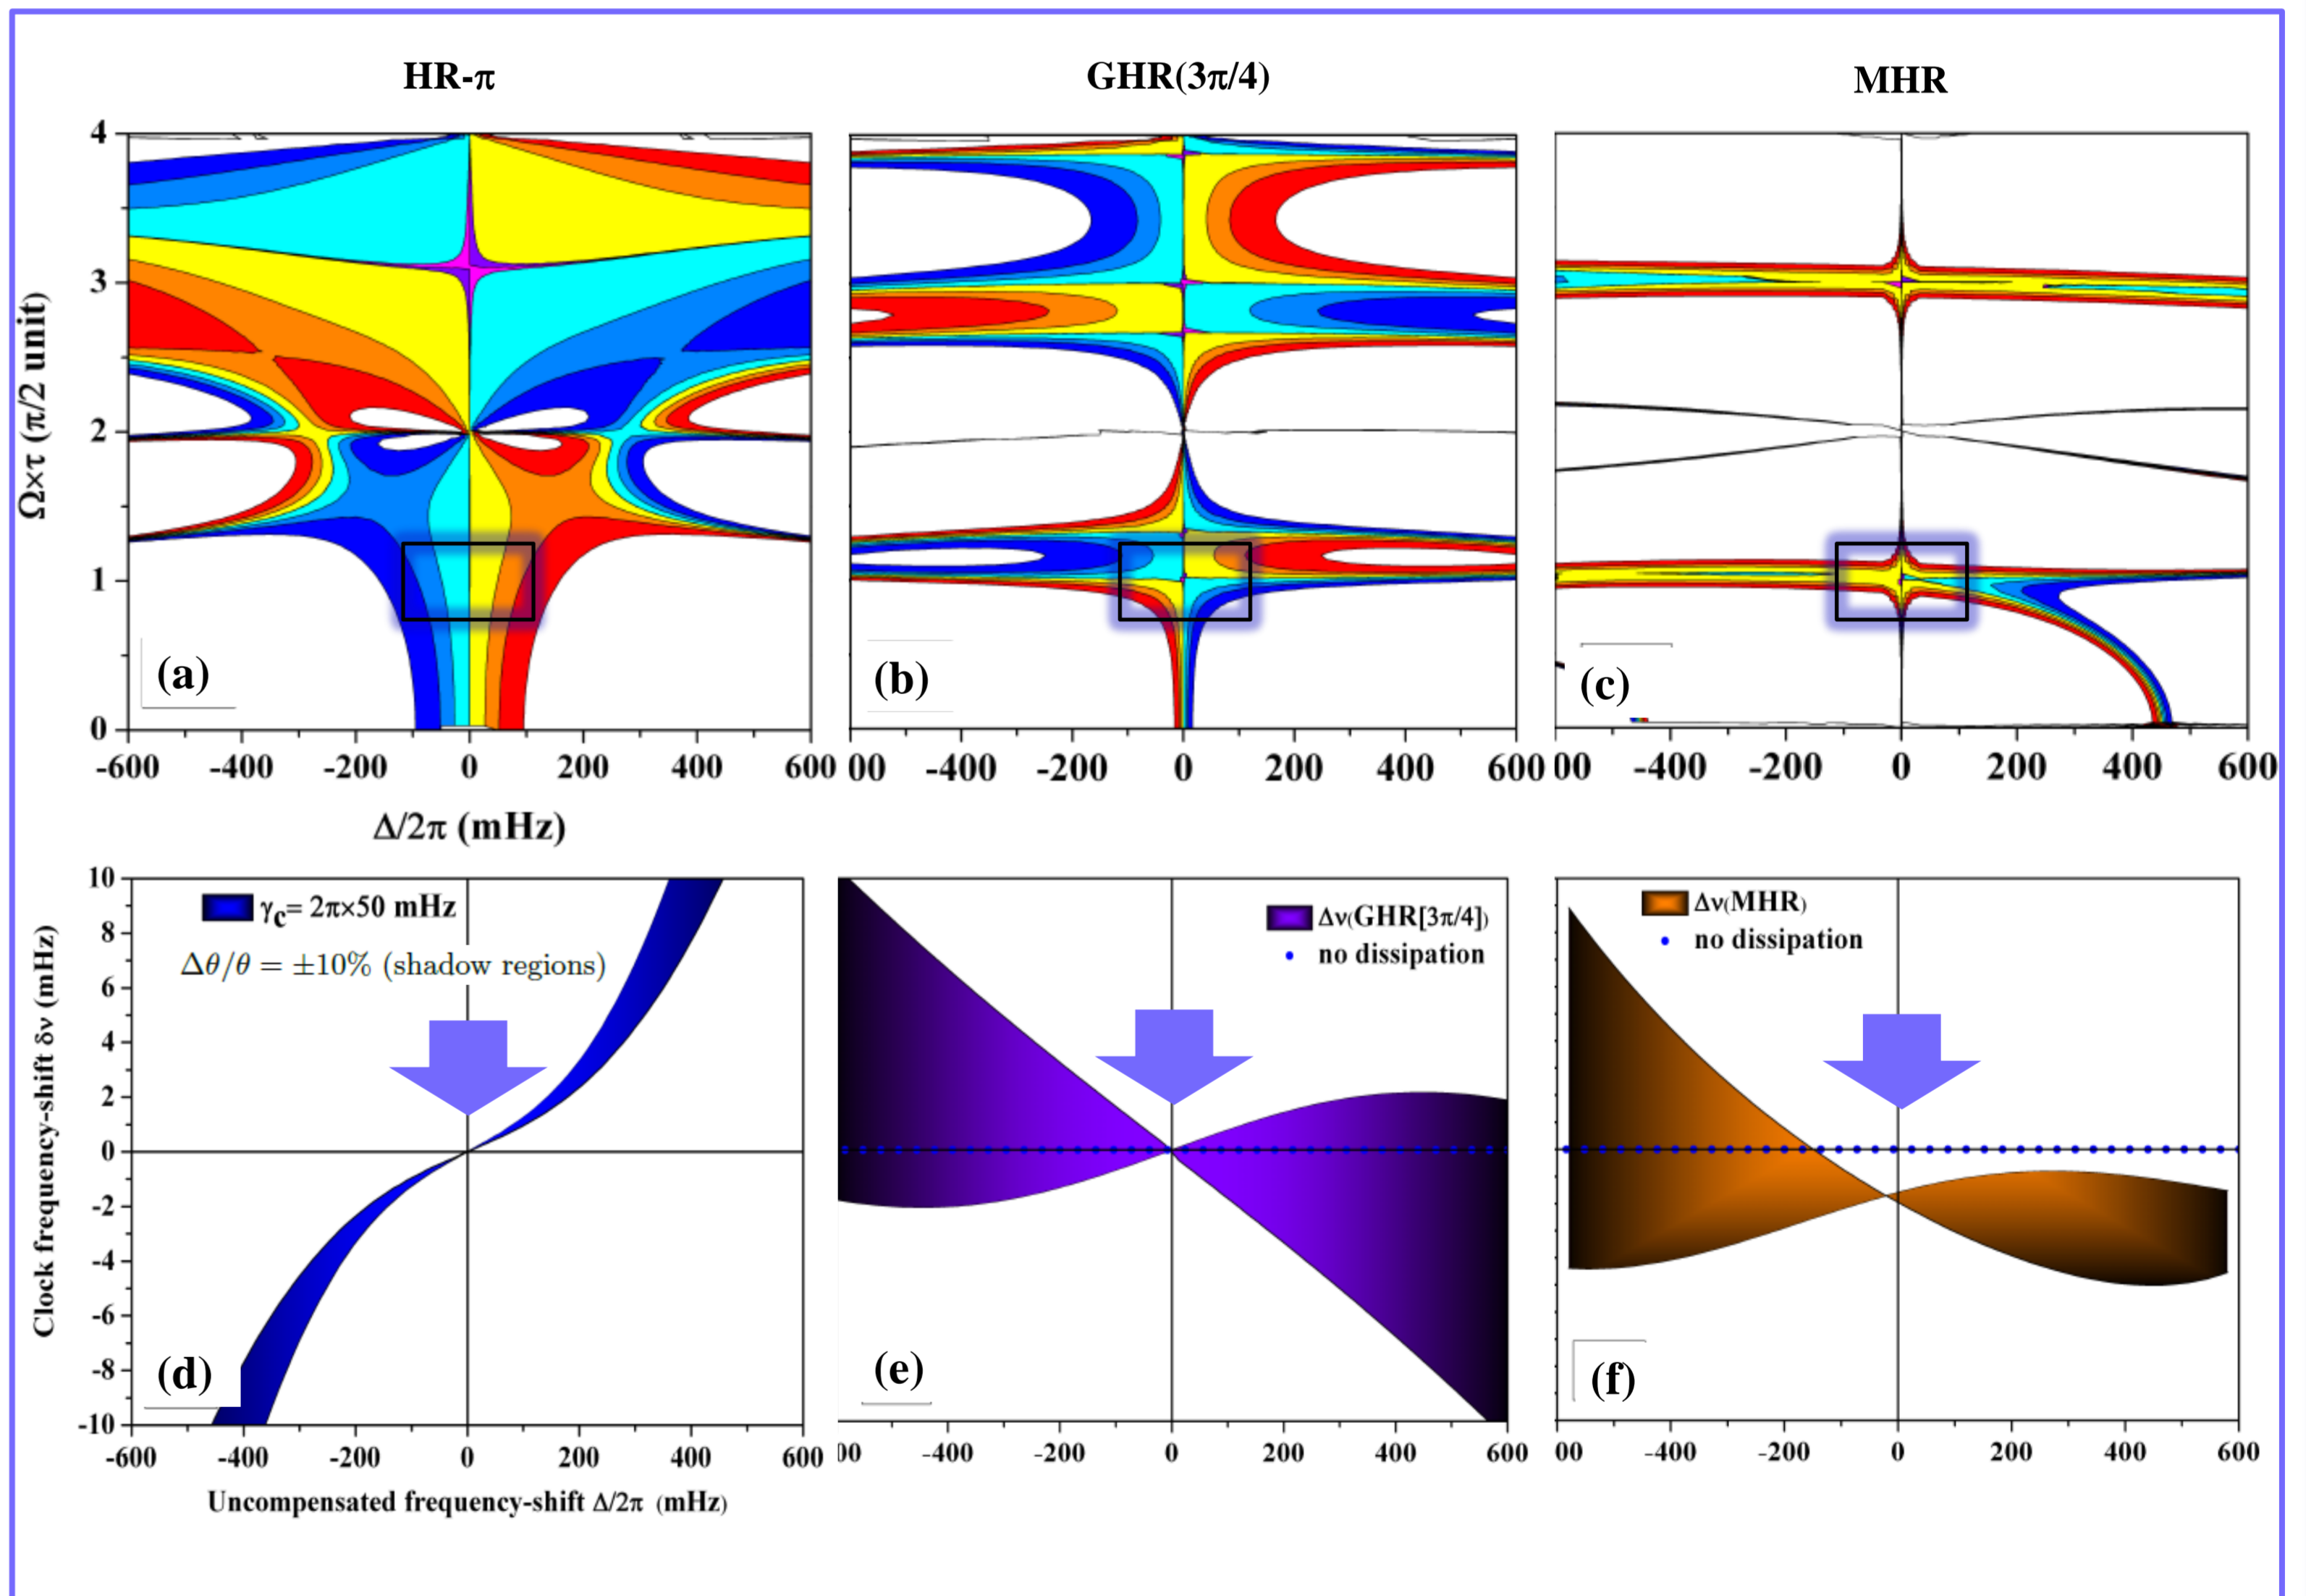 HR-π
GHR(3π/4)
MHR
Ω×τ (π/2 unit)
4
3
2
1
0
(a)
(b)
(c)
-600 -400 -200 0 200 400 600
00 -400 -200 0 200 400 600
00 -400 -200 0 200 400 600
Δ/2π (mHz)
Clock frequency-shift δν (mHz)
10
8
6
4
2
0
-2
-4
-6
-8
-10
γc= 2π×50 mHz
Δθ/θ = ±10% (shadow regions)
(d)
Δν(GHR[3π/4])
no dissipation
(e)
Δν(MHR)
no dissipation
(f)
-600 -400 -200 0 200 400 600
00 -400 -200 0 200 400 600
00 -400 -200 0 200 400 600
Uncompensated frequency-shift Δ/2π (mHz)